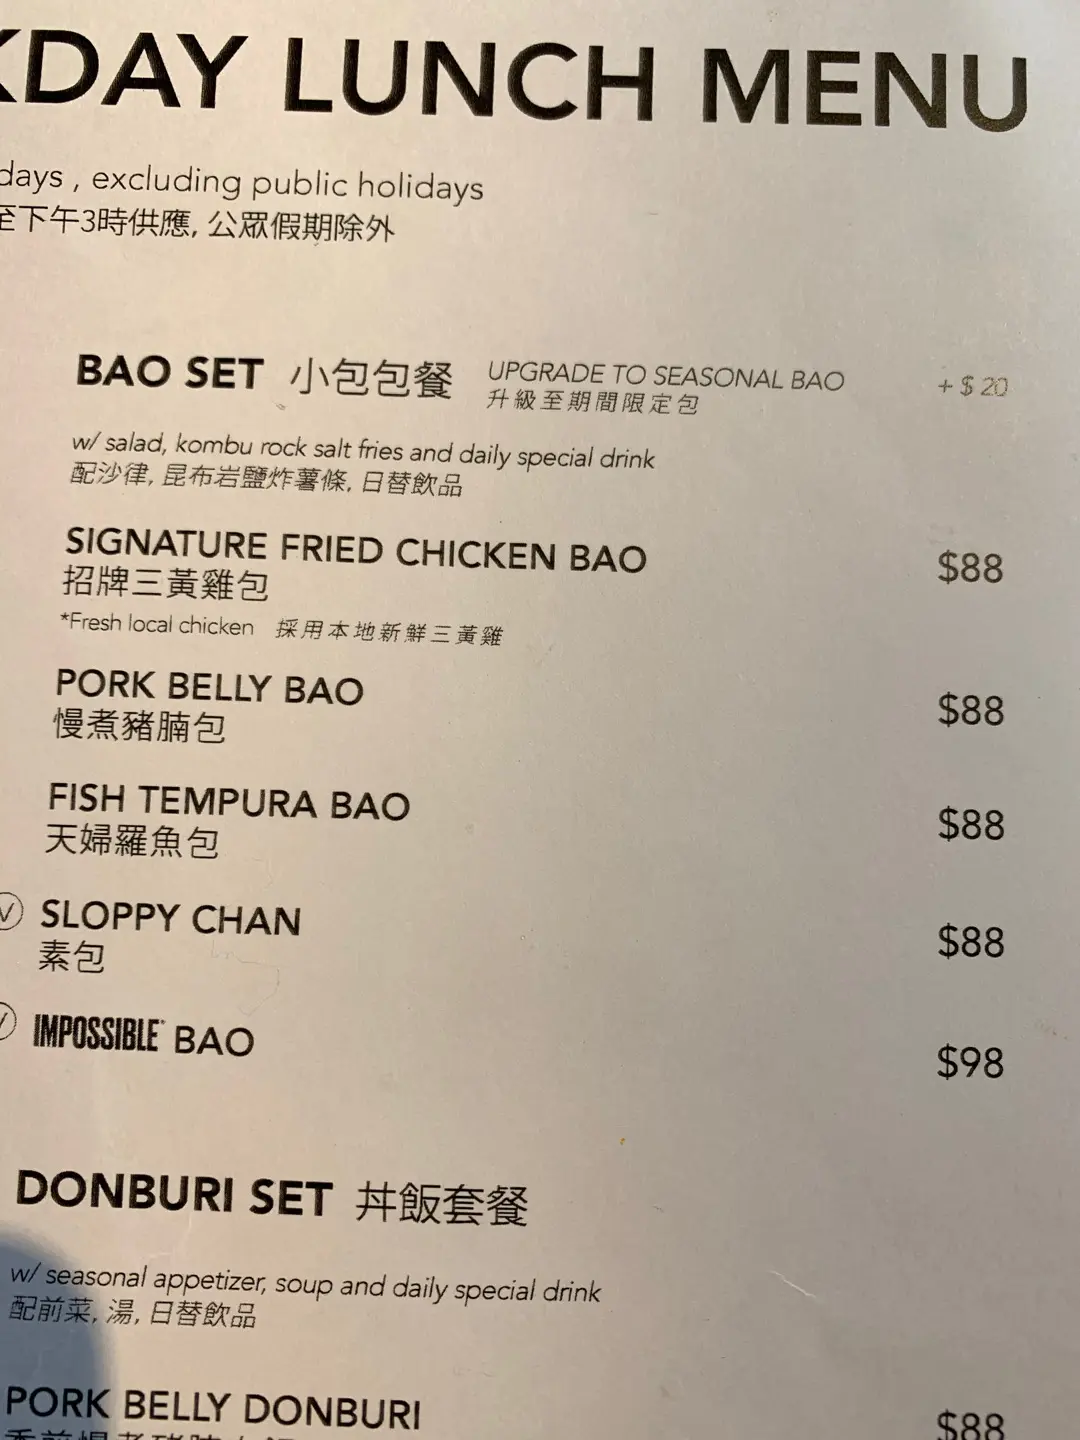 DAY LUNCH MENU
days , excluding public holidays
至下午3時供應, 公眾假期除外
BAO SET 小包包餐 UPGRADE TO SEASONAL BAO + $ 20
升級至期間限定包
w/ salad, kombu rock salt fries and daily special drink
配沙律, 昆布岩鹽炸薯條, 日替飲品
SIGNATURE FRIED CHICKEN BAO $88
招牌三黃雞包
*Fresh local chicken 採用本地新鮮三黃雞
PORK BELLY BAO $88
慢煮豬腩包
FISH TEMPURA BAO $88
天婦羅魚包
V SLOPPY CHAN $88
素包
V IMPOSSIBLE BAO $98
DONBURI SET 丼飯套餐
w/ seasonal appetizer, soup and daily special drink
配前菜, 湯, 日替飲品
PORK BELLY DONBURI $88